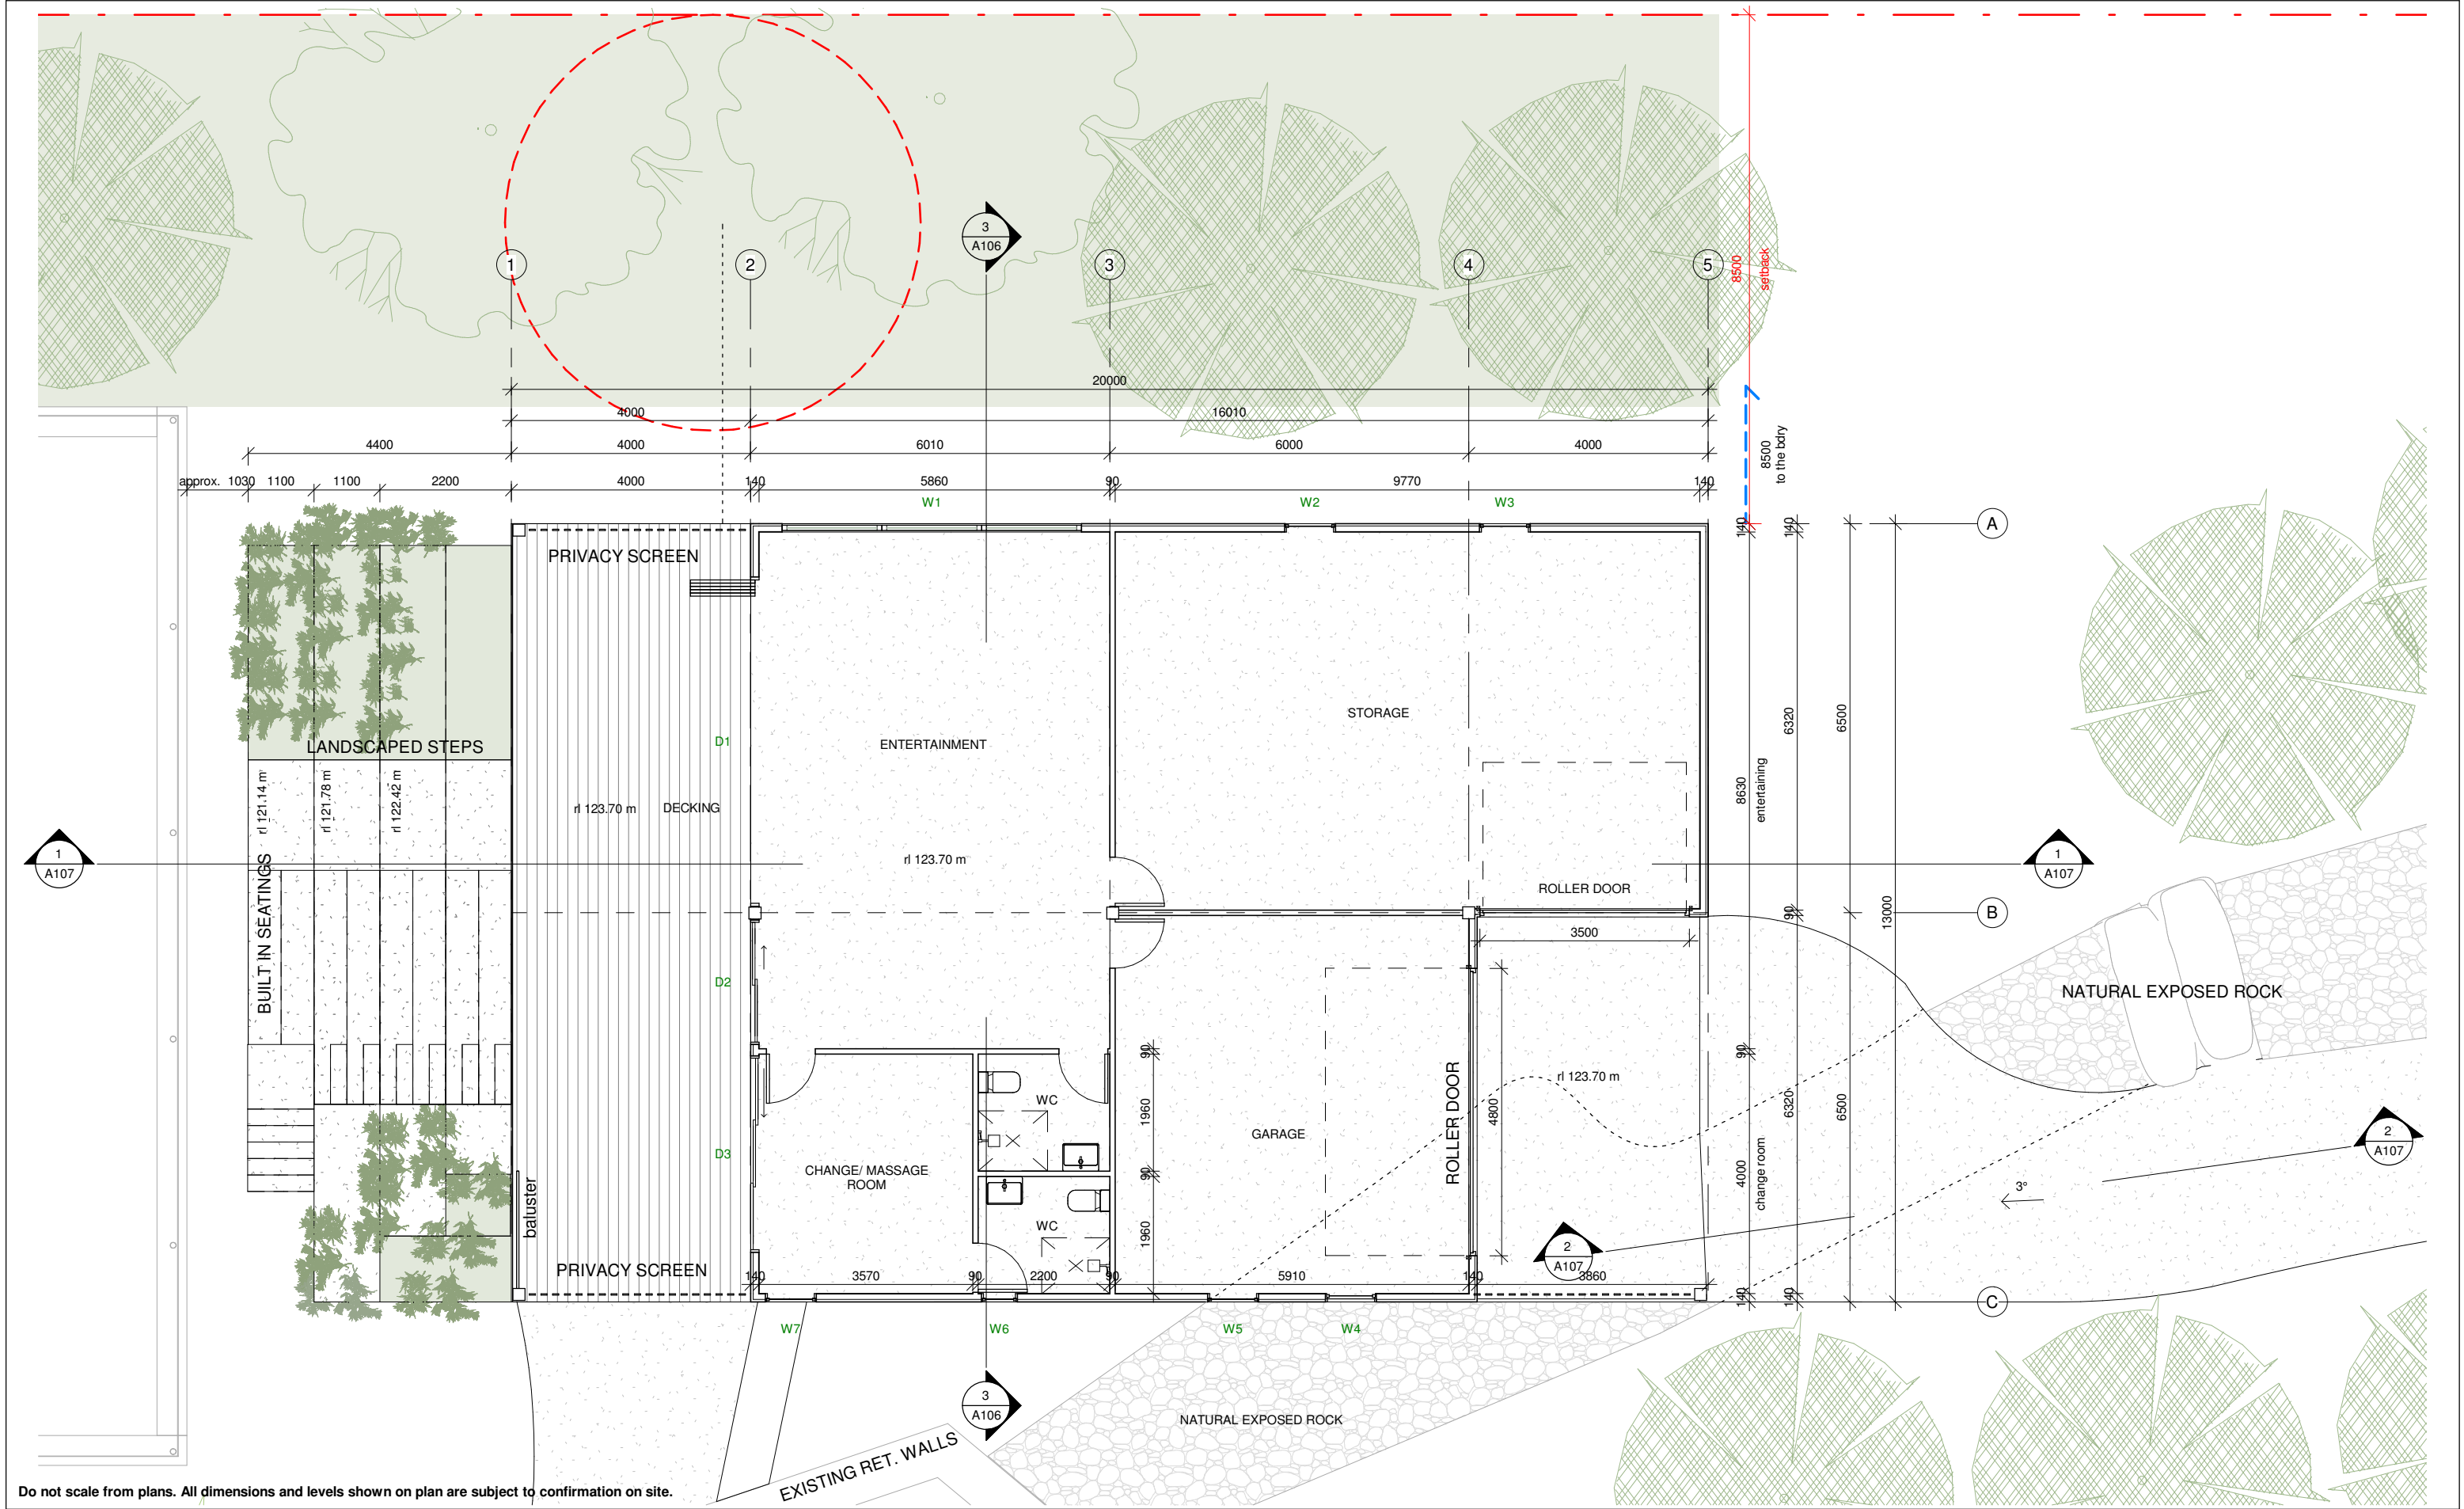 3
A106
1
2
3
4
5
8500
setback
20000
4000
16010
4400
4000
6010
6000
4000
8500
to the bdry
approx. 1030
1100
1100
2200
4000
140
5860
90
9770
140
W1
W2
W3
140
140
A
PRIVACY SCREEN
STORAGE
6320
6500
D1
ENTERTAINMENT
LANDSCAPED STEPS
rl 121.14 m
rl 121.78 m
rl 122.42 m
rl 123.70 m
DECKING
8630
entertaining
1
A107
rl 123.70 m
1
A107
ROLLER DOOR
BUILT IN SEATINGS
90
13000
B
3500
D2
NATURAL EXPOSED ROCK
90
90
rl 123.70 m
WC
1960
ROLLER DOOR
4800
6320
6500
GARAGE
2
A107
D3
CHANGE/ MASSAGE
ROOM
90
4000
change room
3°
baluster
WC
1960
2
A107
PRIVACY SCREEN
140
3570
90
2200
90
5910
140
3860
140
140
C
W7
W6
W5
W4
3
A106
NATURAL EXPOSED ROCK
EXISTING RET. WALLS
Do not scale from plans. All dimensions and levels shown on plan are subject to confirmation on site.